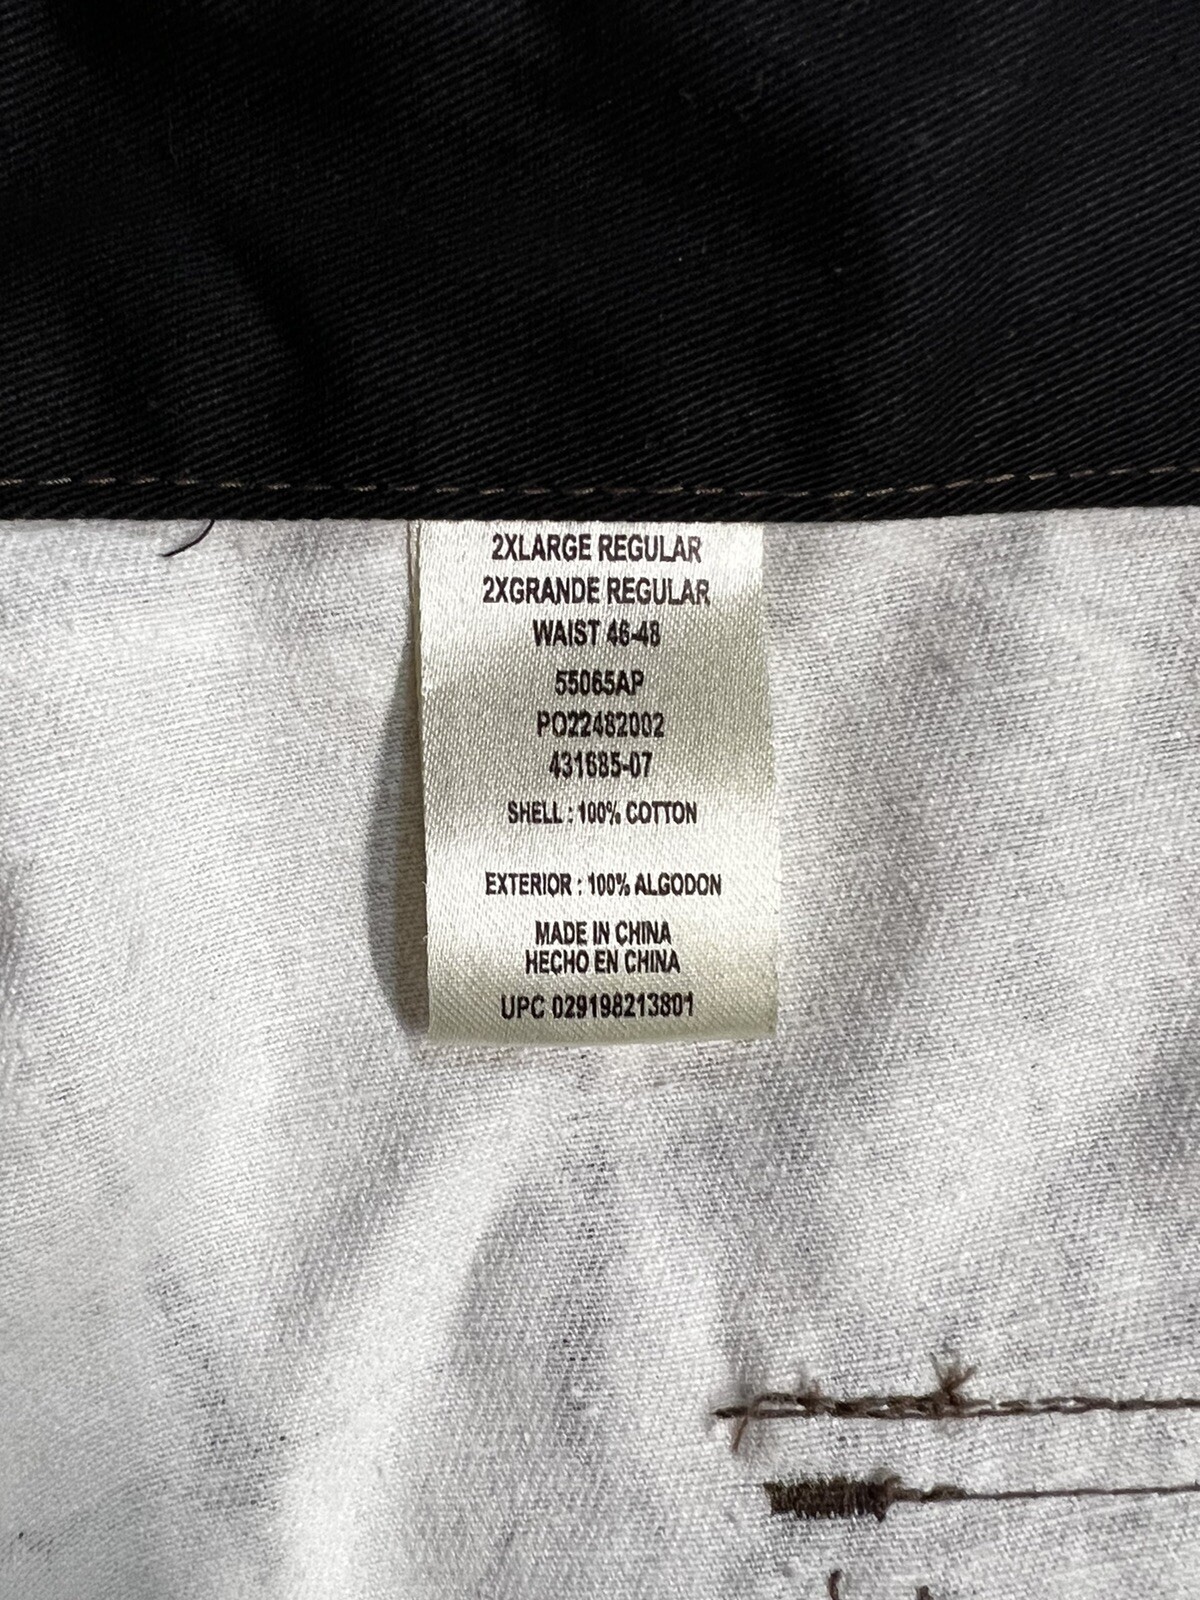 2XLARGE REGULAR
2XGRANDE REGULAR
WAIST 46-48
55065AP
PO22482002
431685-07
SHELL : 100% COTTON
EXTERIOR : 100% ALGODON
MADE IN CHINA
HECHO EN CHINA
UPC 029198213801